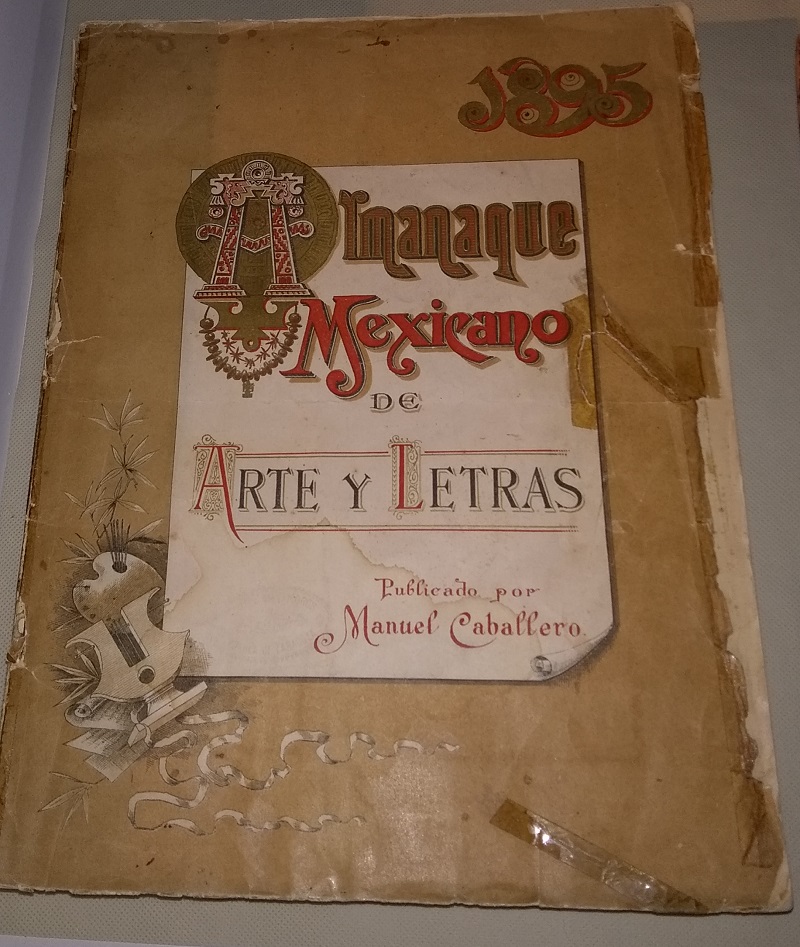 1895
Almanaque
Mexicano
DE
ARTE Y LETRAS
Publicado por
Manuel Caballero.